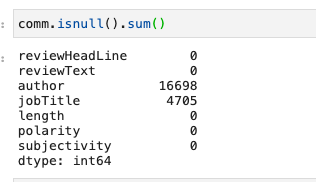 comm.isnull().sum()
reviewHeadLine 0
reviewText 0
author 16698
jobTitle 4705
length 0
polarity 0
subjectivity 0
dtype: int64